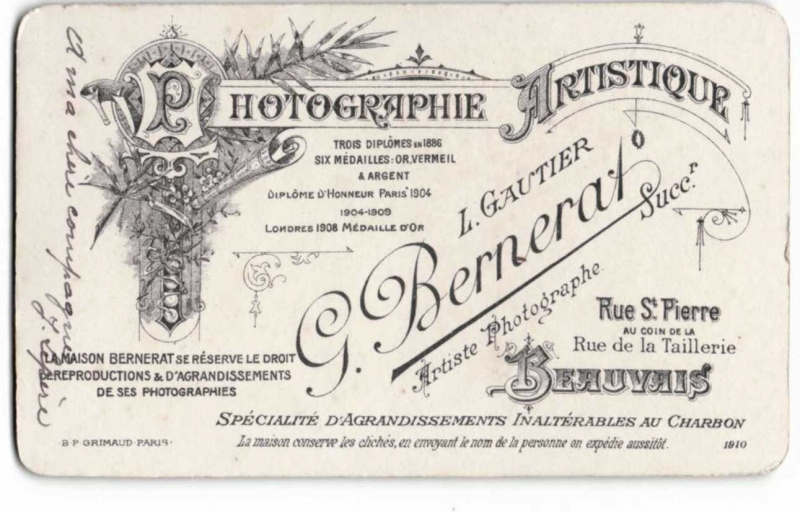 PHOTOGRAPHIE ARTISTIQUE
TROIS DIPLÔMES EN 1886
SIX MÉDAILLES: OR, VERMEIL
& ARGENT
DIPLÔME D'HONNEUR PARIS 1904
1904-1909
LONDRES 1908 MÉDAILLE D'OR
L. GAUTIER
Succ.r
G. Bernerat
Artiste Photographe
Rue St Pierre
AU COIN DE LA
Rue de la Taillerie
BEAUVAIS
LA MAISON BERNERAT SE RÉSERVE LE DROIT
DE REPRODUCTIONS & D'AGRANDISSEMENTS
DE SES PHOTOGRAPHIES
SPÉCIALITÉ D'AGRANDISSEMENTS INALTÉRABLES AU CHARBON
La maison conserve les clichés, en envoyant le nom de la personne on expédie aussitôt.
B.P. GRIMAUD·PARIS·
1910
A ma chère compagne